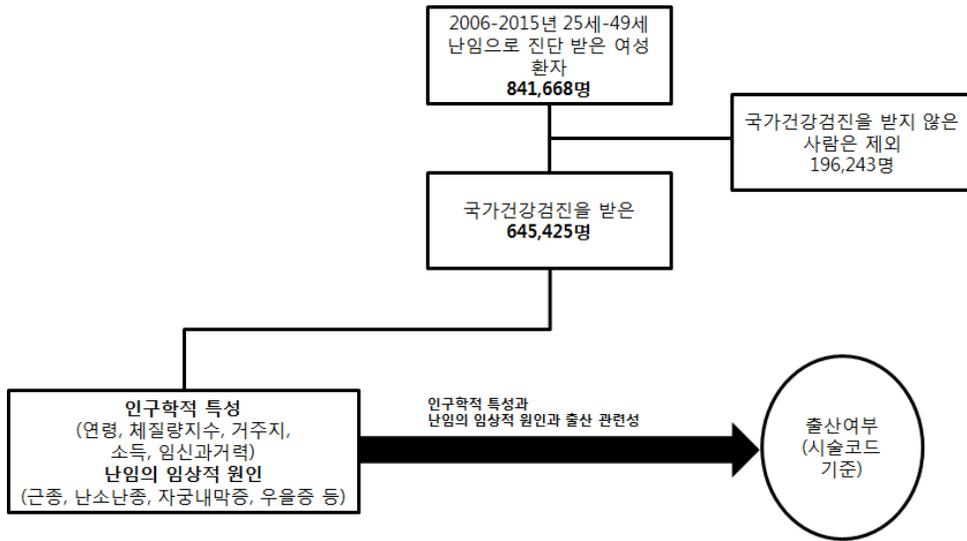 2006-2015년 25세-49세
난임으로 진단 받은 여성
환자
841,668명
국가건강검진을 받지 않은
사람은 제외
196,243명
국가건강검진을 받은
645,425명
인구학적 특성
(연령, 체질량지수, 거주지,
소득, 임신과거력)
난임의 임상적 원인
(근종, 난소난종, 자궁내막증, 우울증 등)
인구학적 특성과
난임의 임상적 원인과 출산 관련성
출산여부
(시술코드
기준)